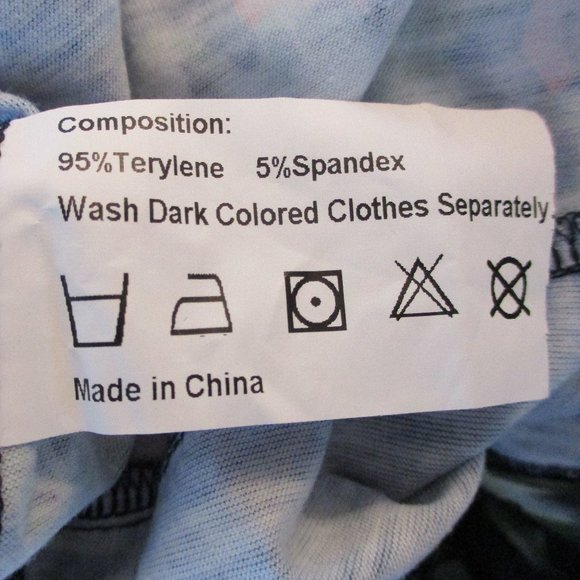 Composition:
95%Terylene 5%Spandex
Wash Dark Colored Clothes Separately.
Made in China